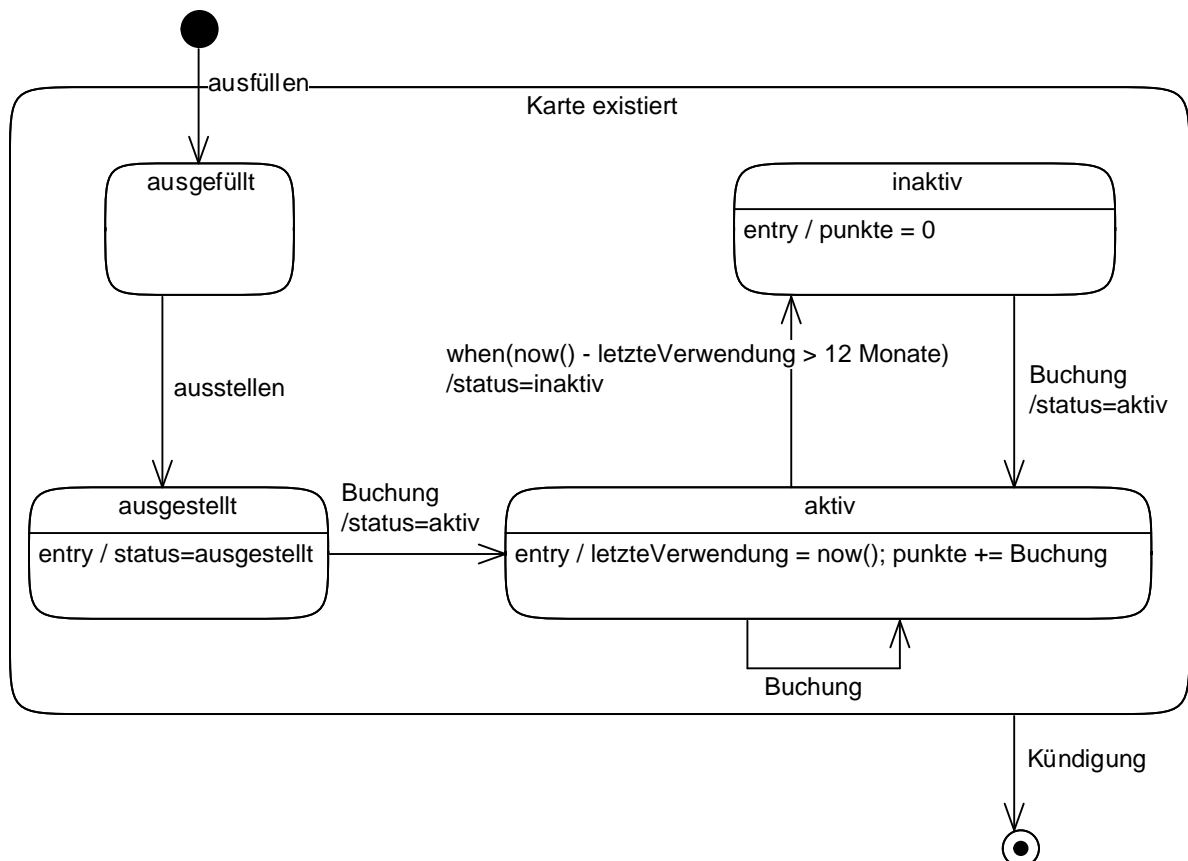 ausfüllen
Karte existiert
ausgefüllt
inaktiv
entry / punkte = 0
when(now() - letzteVerwendung > 12 Monate)
/status=inaktiv
Buchung
/status=aktiv
ausstellen
ausgestellt
entry / status=ausgestellt
Buchung
/status=aktiv
aktiv
entry / letzteVerwendung = now(); punkte += Buchung
Buchung
Kündigung